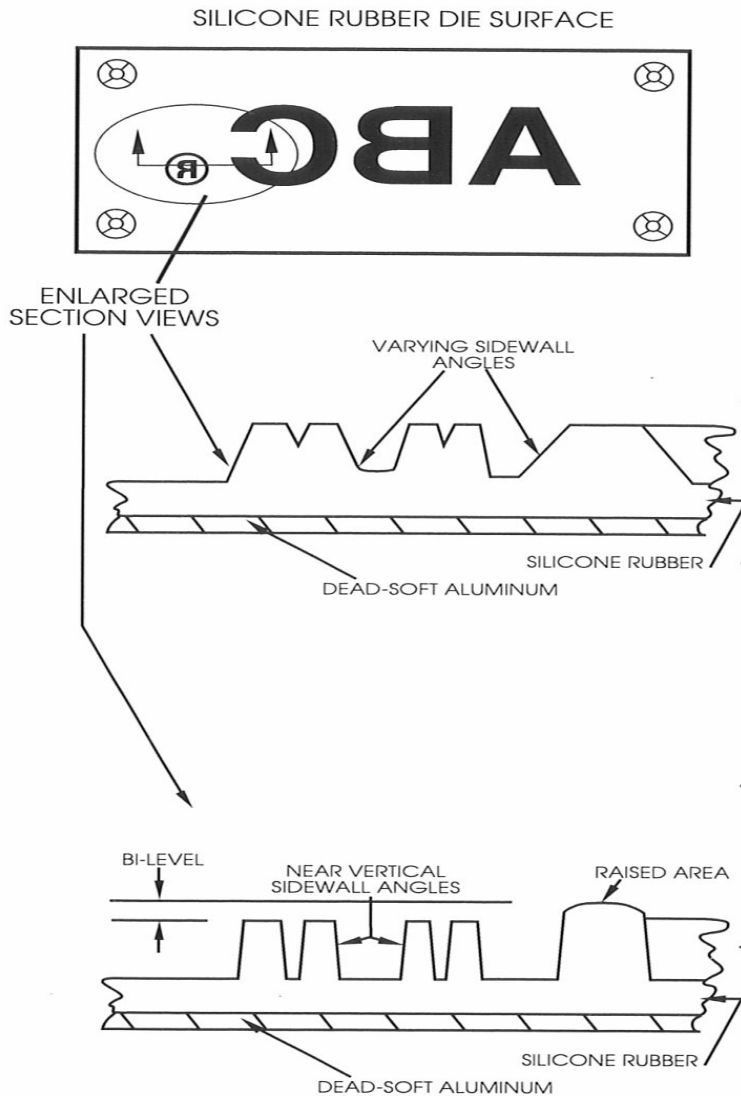 SILICONE RUBBER DIE SURFACE
ABC
®
ENLARGED
SECTION VIEWS
VARYING SIDEWALL
ANGLES
SILICONE RUBBER
DEAD-SOFT ALUMINUM
BI-LEVEL
NEAR VERTICAL
SIDEWALL ANGLES
RAISED AREA
SILICONE RUBBER
DEAD-SOFT ALUMINUM